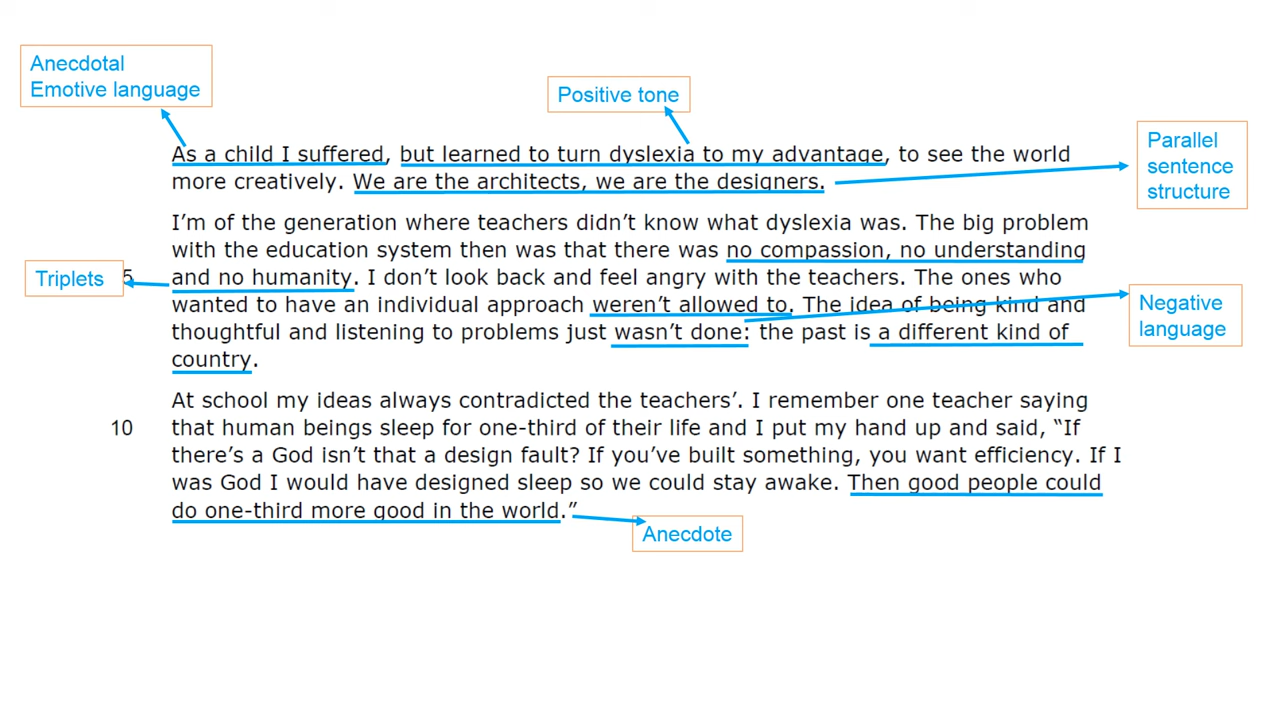 Anecdotal
Emotive language
Positive tone
Parallel
sentence
structure
As a child I suffered, but learned to turn dyslexia to my advantage, to see the world
more creatively. We are the architects, we are the designers.
I’m of the generation where teachers didn’t know what dyslexia was. The big problem
with the education system then was that there was no compassion, no understanding
Triplets 5 and no humanity. I don’t look back and feel angry with the teachers. The ones who
wanted to have an individual approach weren’t allowed to. The idea of being kind and
thoughtful and listening to problems just wasn’t done: the past is a different kind of
country.
Negative
language
At school my ideas always contradicted the teachers’. I remember one teacher saying
10 that human beings sleep for one-third of their life and I put my hand up and said, “If
there’s a God isn’t that a design fault? If you’ve built something, you want efficiency. If I
was God I would have designed sleep so we could stay awake. Then good people could
do one-third more good in the world.”
Anecdote